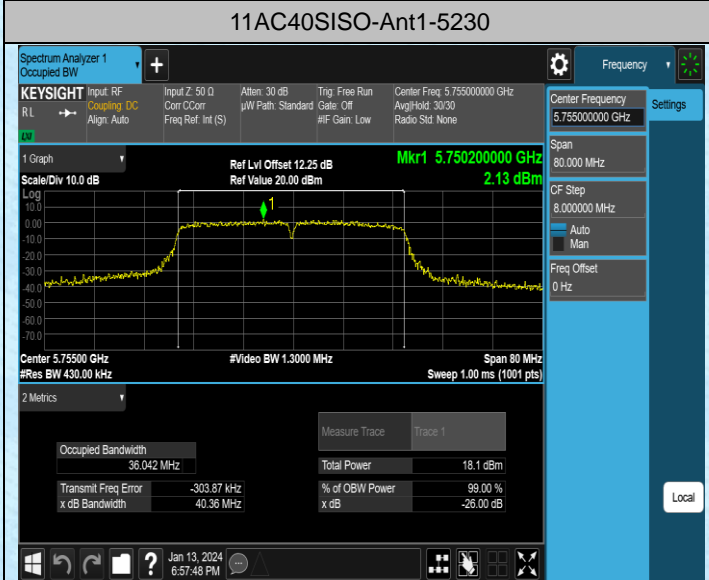 11AC40SISO-Ant1-5230
Spectrum Analyzer 1
Occupied BW
Frequency
KEYSIGHT
RL
LXI
Input: RF
Coupling: DC
Align: Auto
Input Z: 50 Ω
Corr CCorr
Freq Ref: Int (S)
Atten: 30 dB
µW Path: Standard
Trig: Free Run
Gate: Off
#IF Gain: Low
Center Freq: 5.755000000 GHz
Avg|Hold: 30/30
Radio Std: None
Center Frequency
5.755000000 GHz
Settings
Span
80.000 MHz
CF Step
8.000000 MHz
Auto
Man
Freq Offset
0 Hz
1 Graph
Scale/Div 10.0 dB
Ref Lvl Offset 12.25 dB
Ref Value 20.00 dBm
Mkr1 5.750200000 GHz
2.13 dBm
Log
10.0
0.00
-10.0
-20.0
-30.0
-40.0
-50.0
-60.0
-70.0
1
Center 5.75500 GHz
#Video BW 1.3000 MHz
Span 80 MHz
#Res BW 430.00 kHz
Sweep 1.00 ms (1001 pts)
2 Metrics
Measure Trace
Trace 1
Occupied Bandwidth
36.042 MHz
Total Power
18.1 dBm
Transmit Freq Error
-303.87 kHz
% of OBW Power
99.00 %
x dB Bandwidth
40.36 MHz
x dB
-26.00 dB
Local
Jan 13, 2024
6:57:48 PM